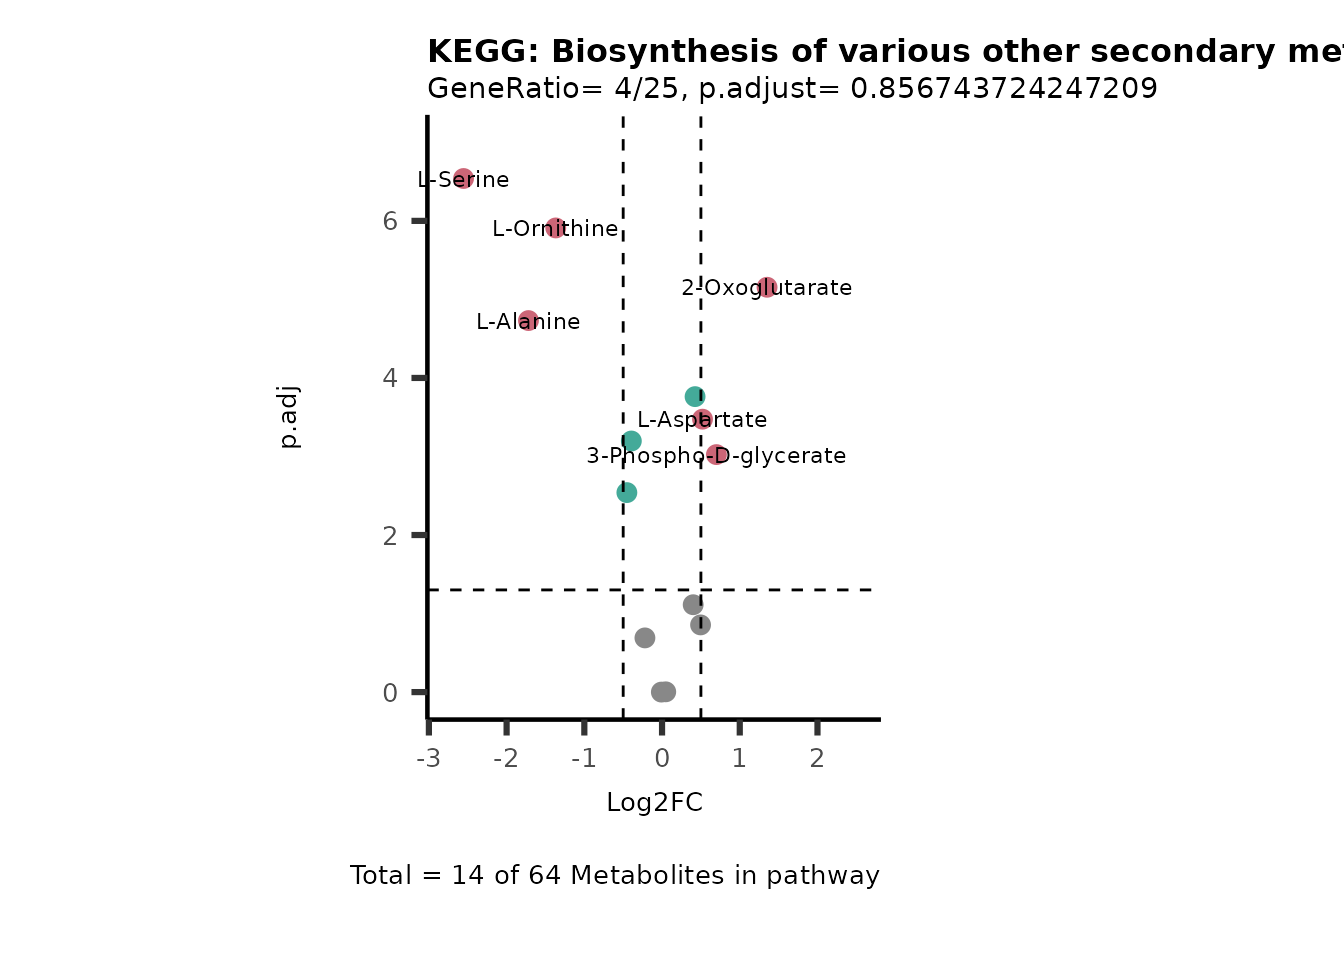 KEGG: Biosynthesis of various other secondary me
GeneRatio= 4/25, p.adjust= 0.856743724247209
L-Serine
6
L-Ornithine
2-Oxoglutarate
L-Alanine
4
p.adj
L-Aspartate
3-Phospho-D-glycerate
2
0
-3 -2 -1 0 1 2
Log2FC
Total = 14 of 64 Metabolites in pathway